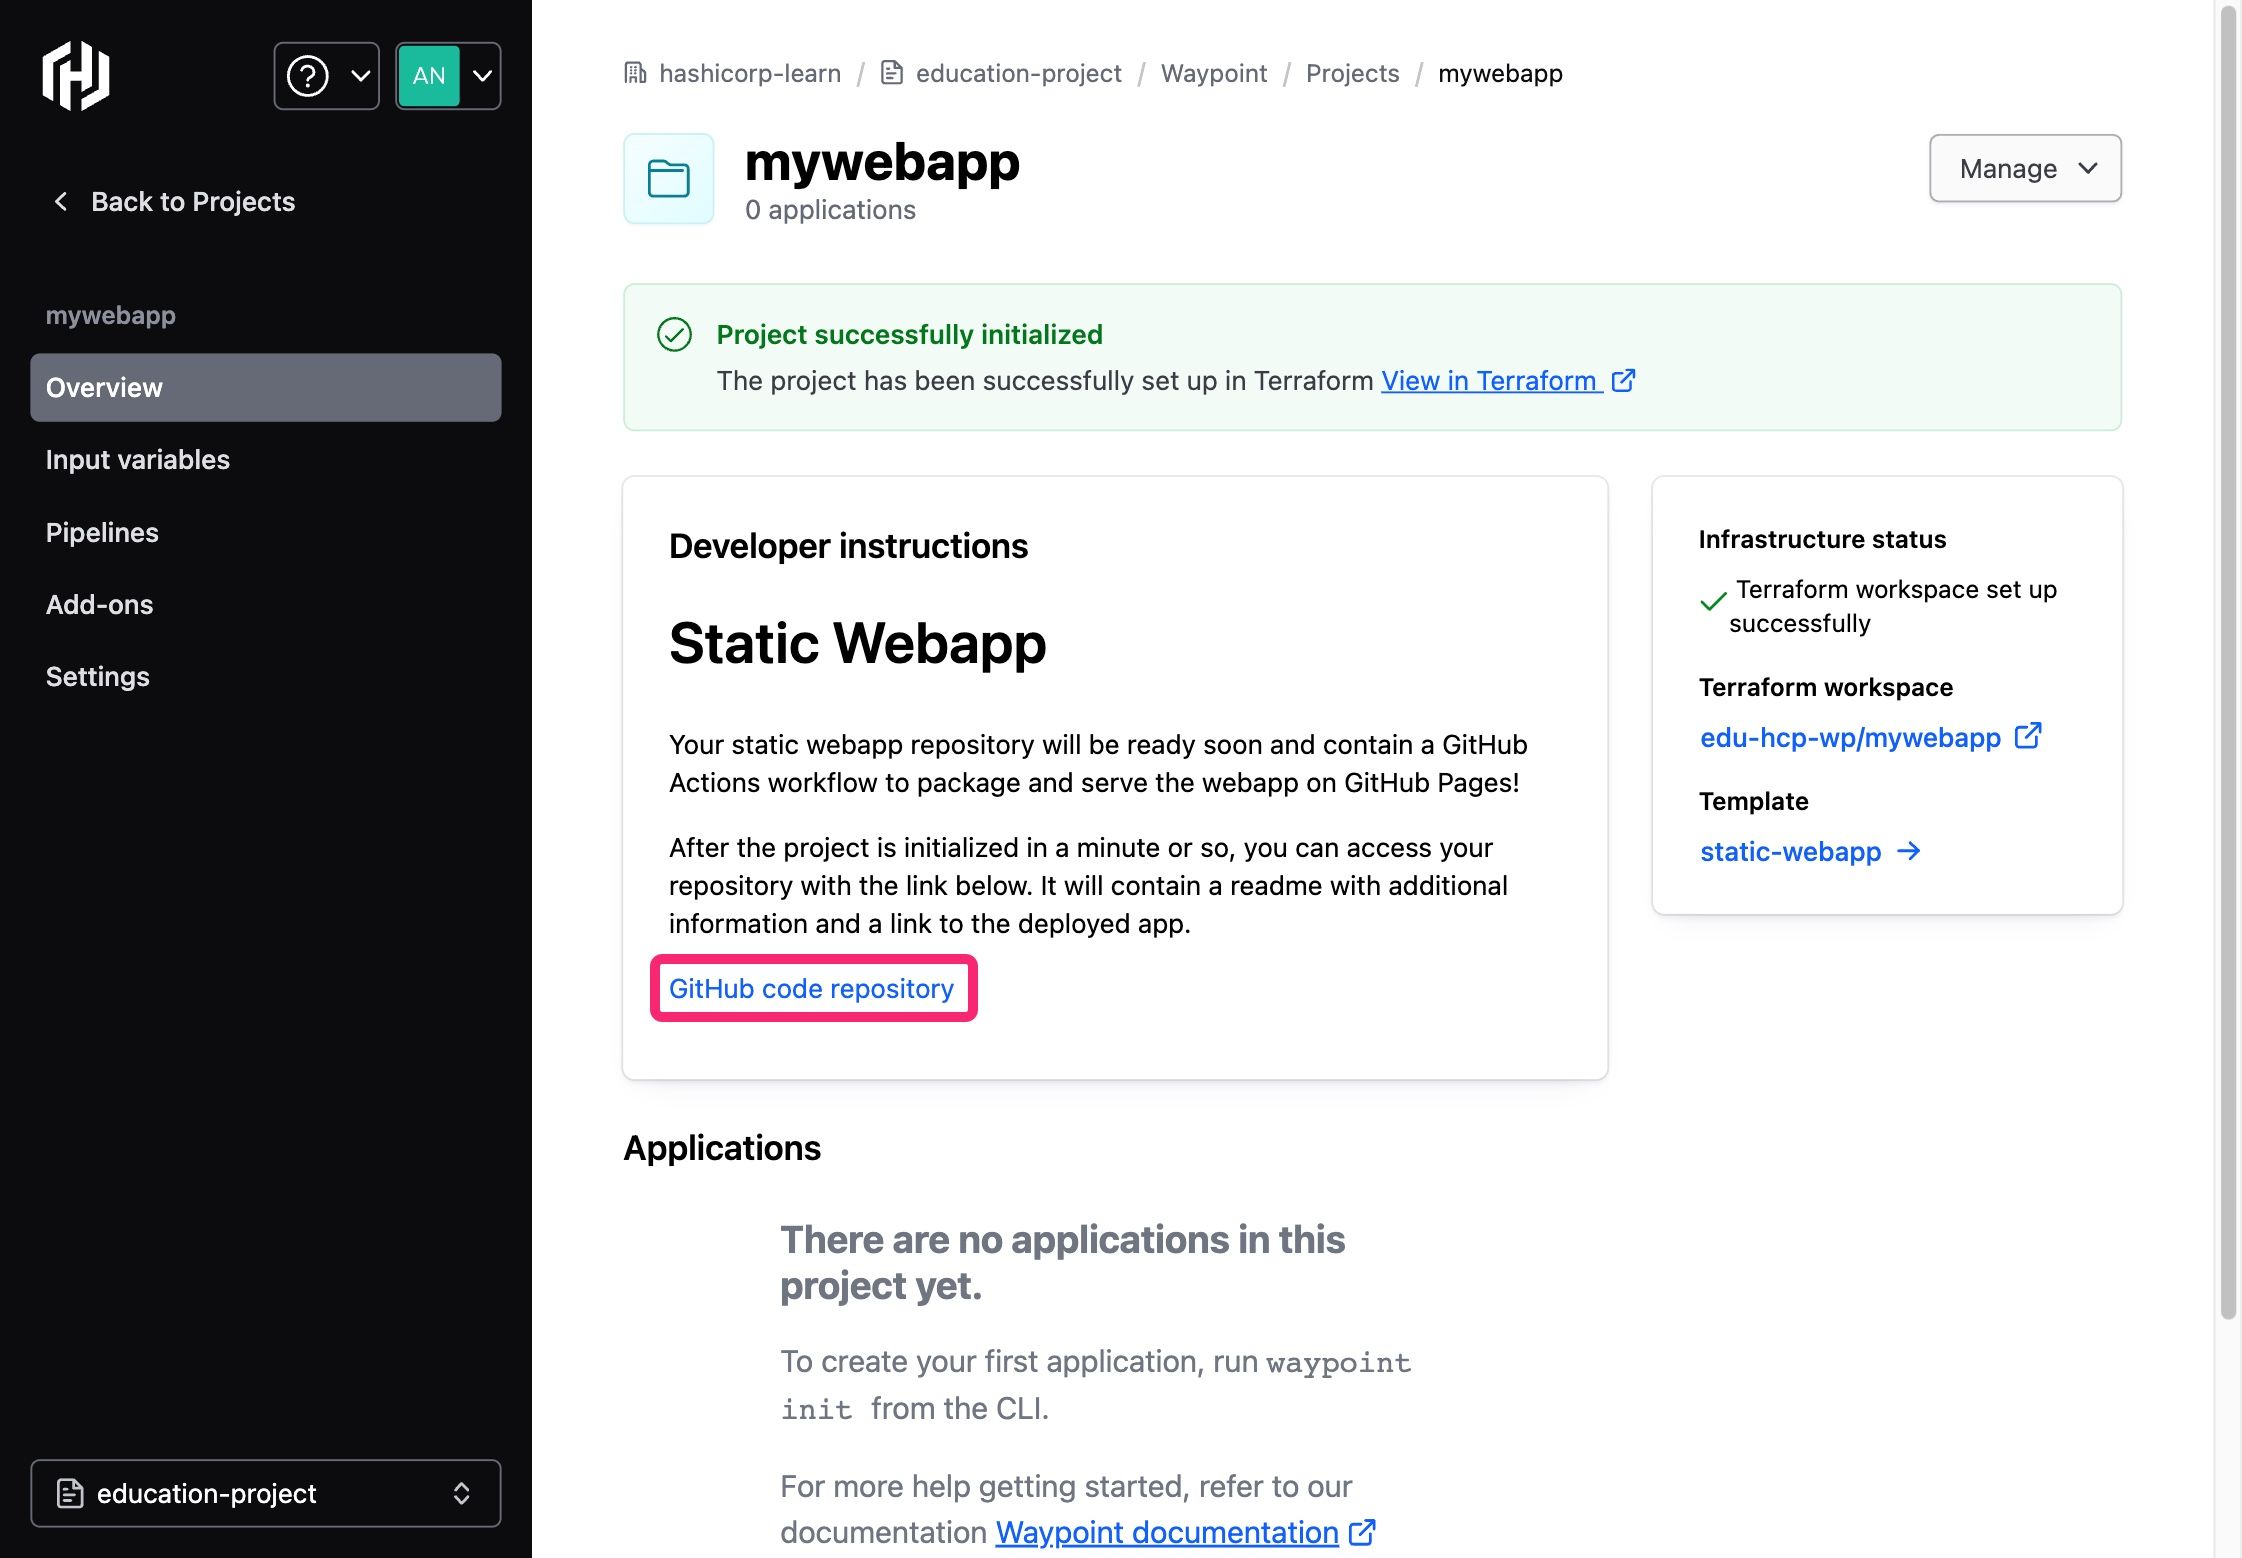 AN
Back to Projects
mywebapp
Overview
Input variables
Pipelines
Add-ons
Settings
education-project
hashicorp-learn / education-project / Waypoint / Projects / mywebapp
mywebapp
0 applications
Manage
Project successfully initialized
The project has been successfully set up in Terraform View in Terraform
Developer instructions
Static Webapp
Your static webapp repository will be ready soon and contain a GitHub
Actions workflow to package and serve the webapp on GitHub Pages!
After the project is initialized in a minute or so, you can access your
repository with the link below. It will contain a readme with additional
information and a link to the deployed app.
GitHub code repository
Infrastructure status
Terraform workspace set up
successfully
Terraform workspace
edu-hcp-wp/mywebapp
Template
static-webapp
Applications
There are no applications in this
project yet.
To create your first application, run waypoint
init from the CLI.
For more help getting started, refer to our
documentation Waypoint documentation